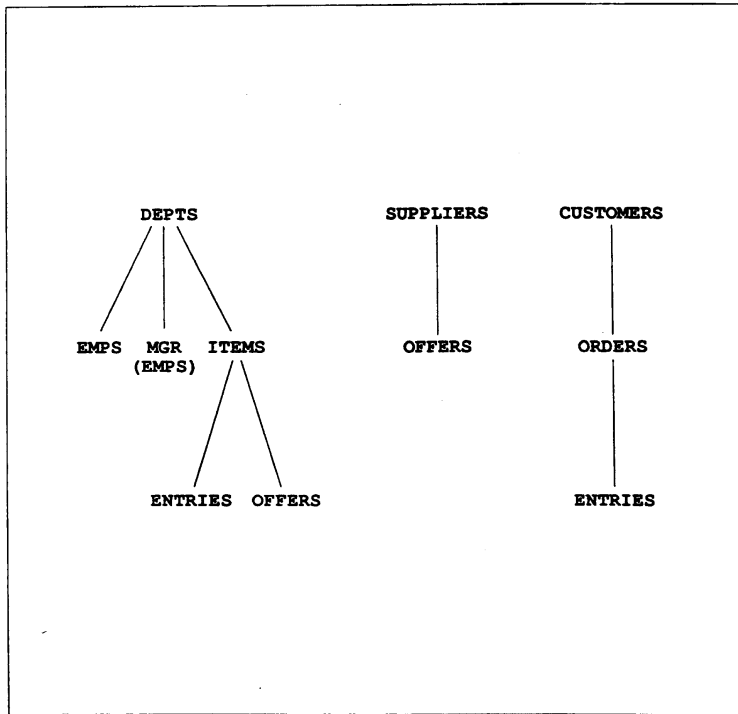 DEPTS SUPPLIERS CUSTOMERS
EMPS MGR ITEMS OFFERS ORDERS
(EMPS)
ENTRIES OFFERS ENTRIES